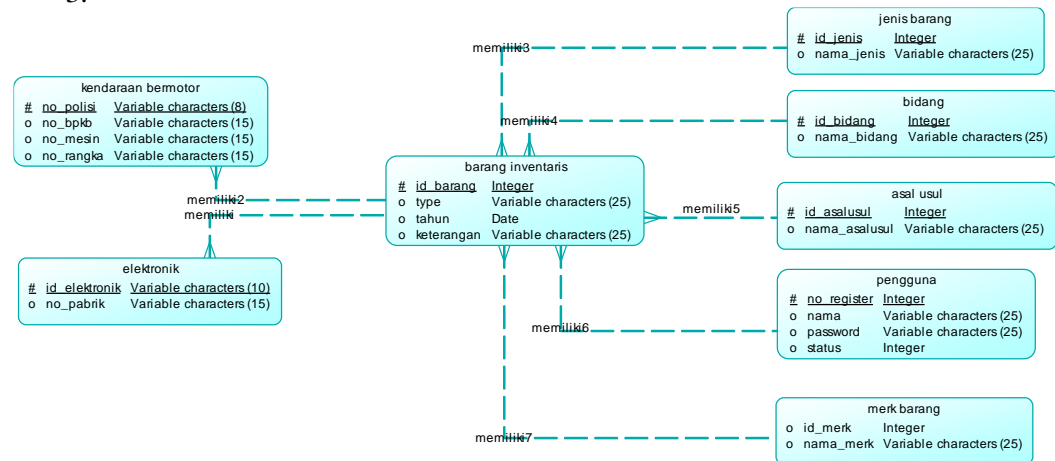 jenis barang
# id_jenis Integer
o nama_jenis Variable characters (25)
memiliki3
kendaraan bermotor
# no_polisi Variable characters (8)
o no_bpkb Variable characters (15)
o no_mesin Variable characters (15)
o no_rangka Variable characters (15)
bidang
# id_bidang Integer
o nama_bidang Variable characters (25)
memiliki4
barang inventaris
# id_barang Integer
o type Variable characters (25)
o tahun Date
o keterangan Variable characters (25)
memiliki2
memiliki
asal usul
# id_asalusul Integer
o nama_asalusul Variable characters (25)
memiliki5
elektronik
# id_elektronik Variable characters (10)
o no_pabrik Variable characters (15)
pengguna
# no_register Integer
o nama Variable characters (25)
o password Variable characters (25)
o status Integer
memiliki6
merk barang
o id_merk Integer
o nama_merk Variable characters (25)
memiliki7